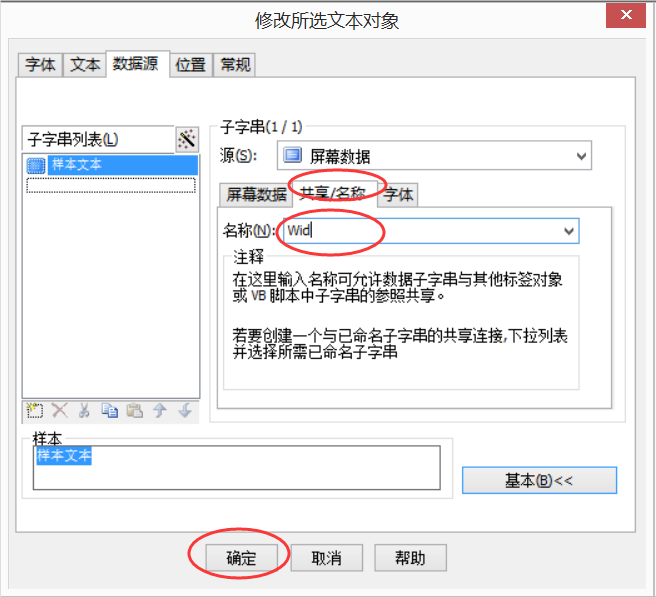 修改所选文本对象
字体 文本 数据源 位置 常规
子字串列表(L)
样本文本
子字串(1 / 1)
源(S): 屏幕数据
屏幕数据 共享/名称 字体
名称(N): Wid
注释
在这里输入名称可允许数据子字串与其他标签对象
或 VB 脚本中子字串的参照共享。
若要创建一个与已命名子字串的共享连接,下拉列表
并选择所需已命名子字串
样本
样本文本
基本(B)<<
确定 取消 帮助